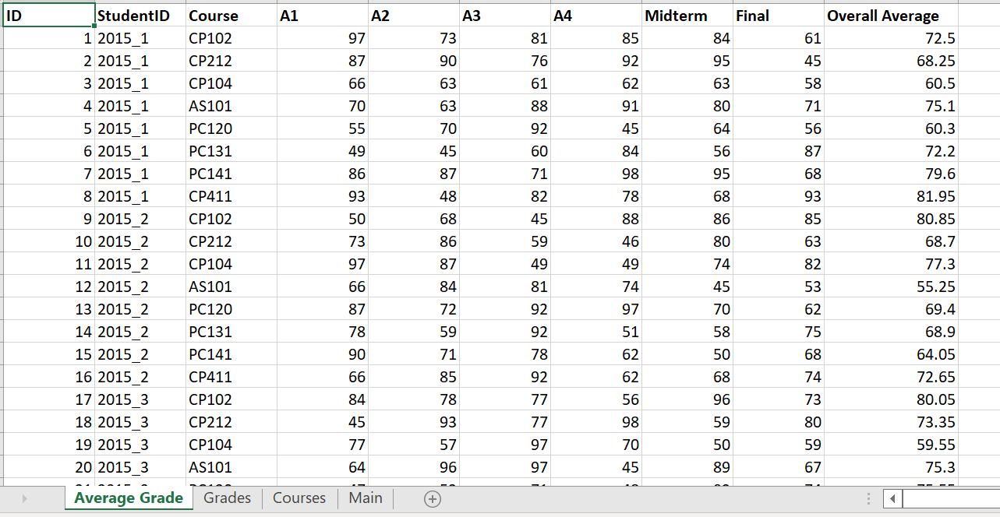 ID StudentID Course A1 A2 A3 A4 Midterm Final Overall Average
1 2015_1 CP102 97 73 81 85 84 61 72.5
2 2015_1 CP212 87 90 76 92 95 45 68.25
3 2015_1 CP104 66 63 61 62 63 58 60.5
4 2015_1 AS101 70 63 88 91 80 71 75.1
5 2015_1 PC120 55 70 92 45 64 56 60.3
6 2015_1 PC131 49 45 60 84 56 87 72.2
7 2015_1 PC141 86 87 71 98 95 68 79.6
8 2015_1 CP411 93 48 82 78 68 93 81.95
9 2015_2 CP102 50 68 45 88 86 85 80.85
10 2015_2 CP212 73 86 59 46 80 63 68.7
11 2015_2 CP104 97 87 49 49 74 82 77.3
12 2015_2 AS101 66 84 81 74 45 53 55.25
13 2015_2 PC120 87 72 92 97 70 62 69.4
14 2015_2 PC131 78 59 92 51 58 75 68.9
15 2015_2 PC141 90 71 78 62 50 68 64.05
16 2015_2 CP411 66 85 92 62 68 74 72.65
17 2015_3 CP102 84 78 77 56 96 73 80.05
18 2015_3 CP212 45 93 77 98 59 80 73.35
19 2015_3 CP104 77 57 97 70 50 59 59.55
20 2015_3 AS101 64 96 97 45 89 67 75.3
Average Grade Grades Courses Main